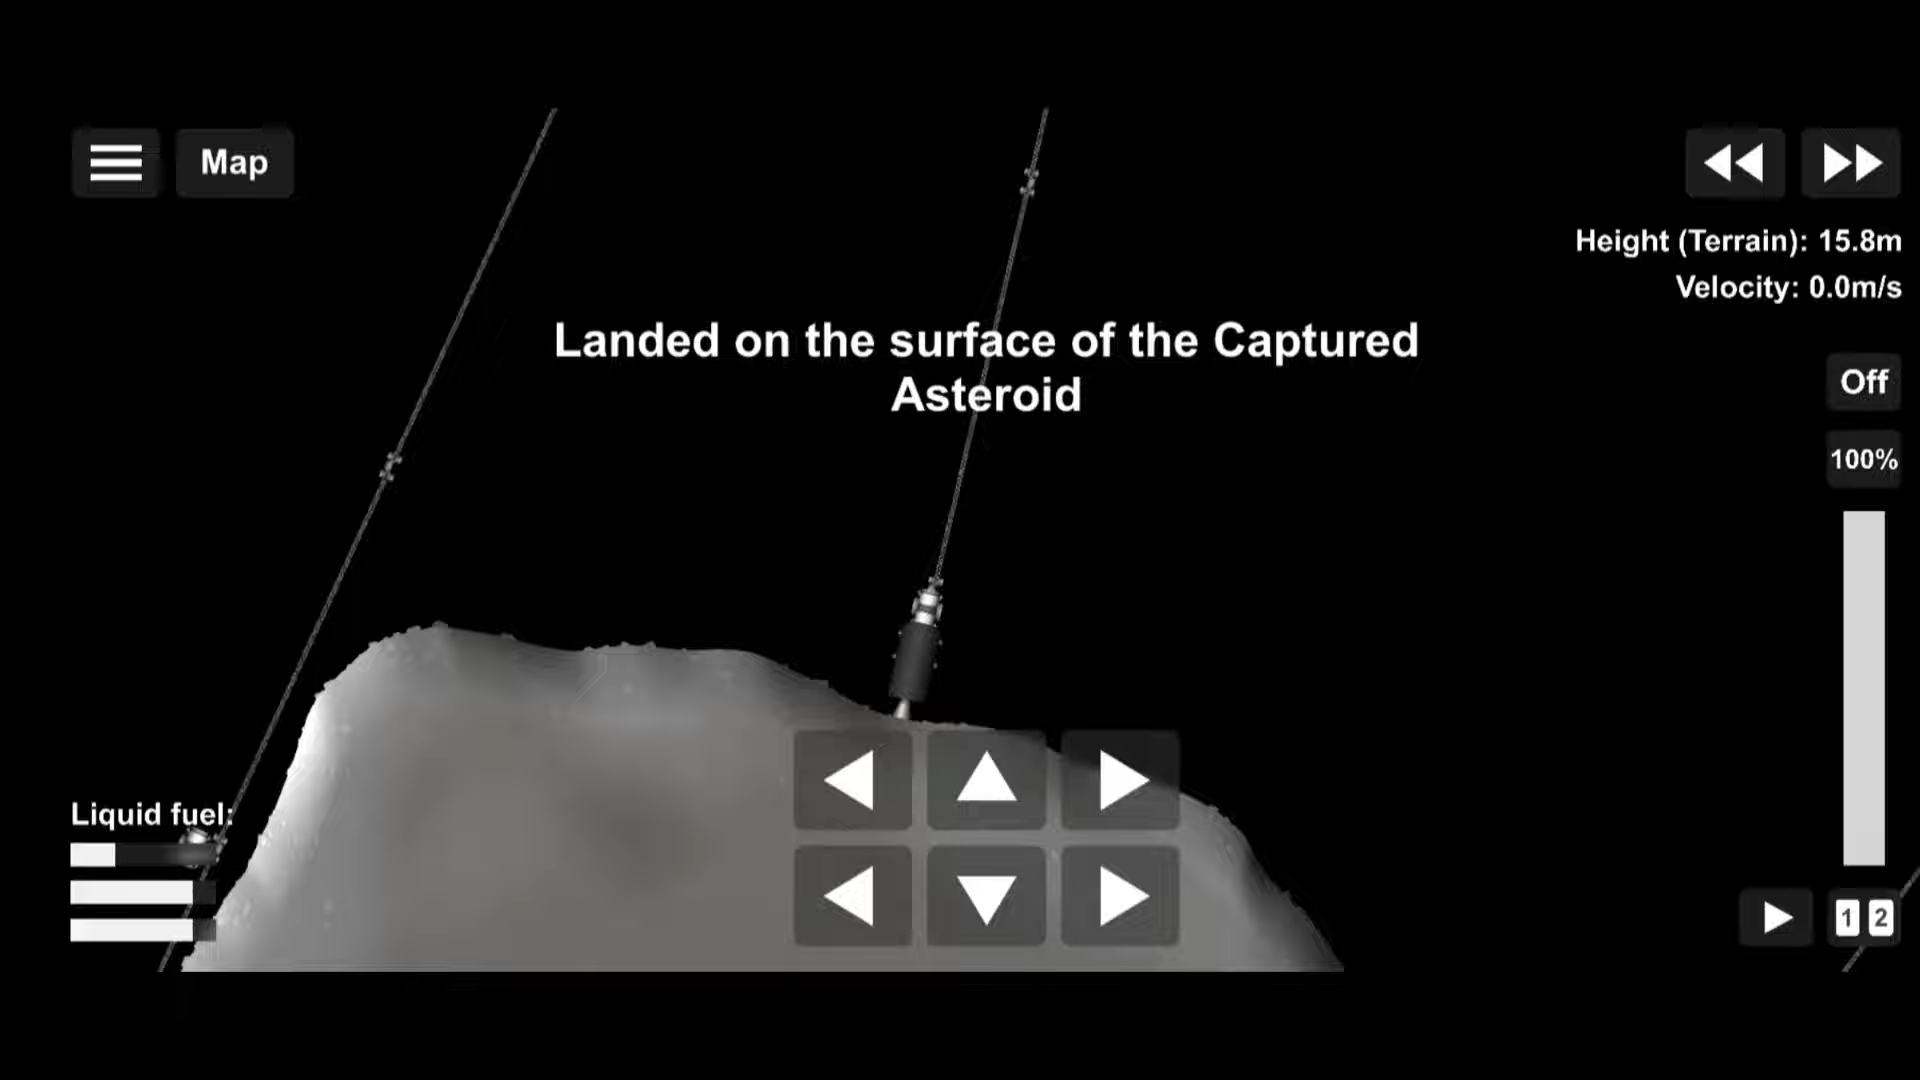 Map
Height (Terrain): 15.8m
Velocity: 0.0m/s
Landed on the surface of the Captured
Asteroid
Off
100%
Liquid fuel:
1 2